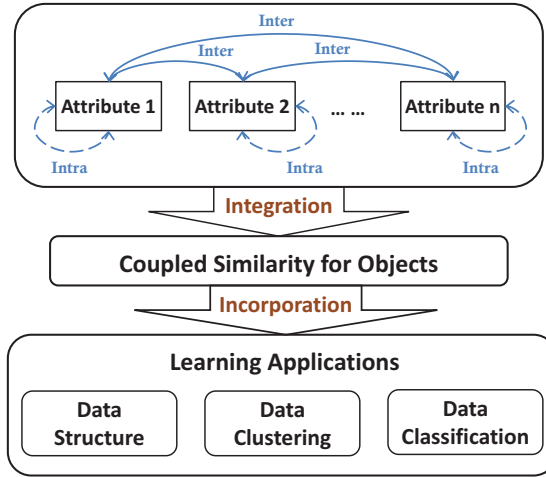 Inter
Inter Inter
Attribute 1 Attribute 2 ... ... Attribute n
Intra Intra Intra
Integration
Coupled Similarity for Objects
Incorporation
Learning Applications
Data Structure
Data Clustering
Data Classification